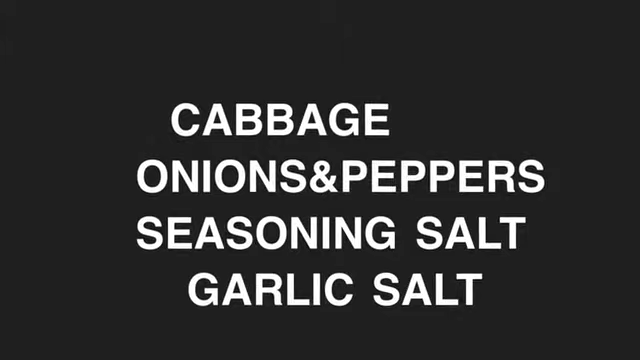 CABBAGE
ONIONS&PEPPERS
SEASONING SALT
GARLIC SALT